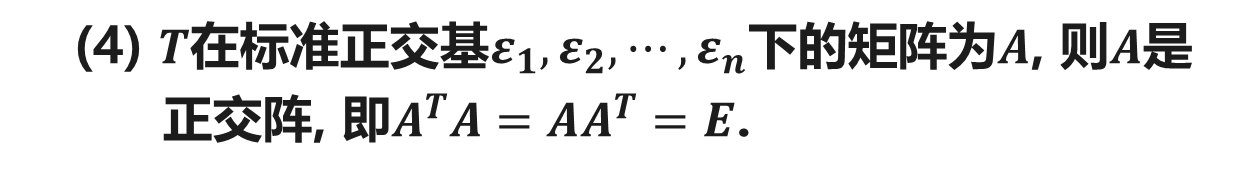 (4) T在标准正交基ε₁, ε₂, ⋯, εₙ下的矩阵为A, 则A是
正交阵, 即AᵀA = AAᵀ = E.